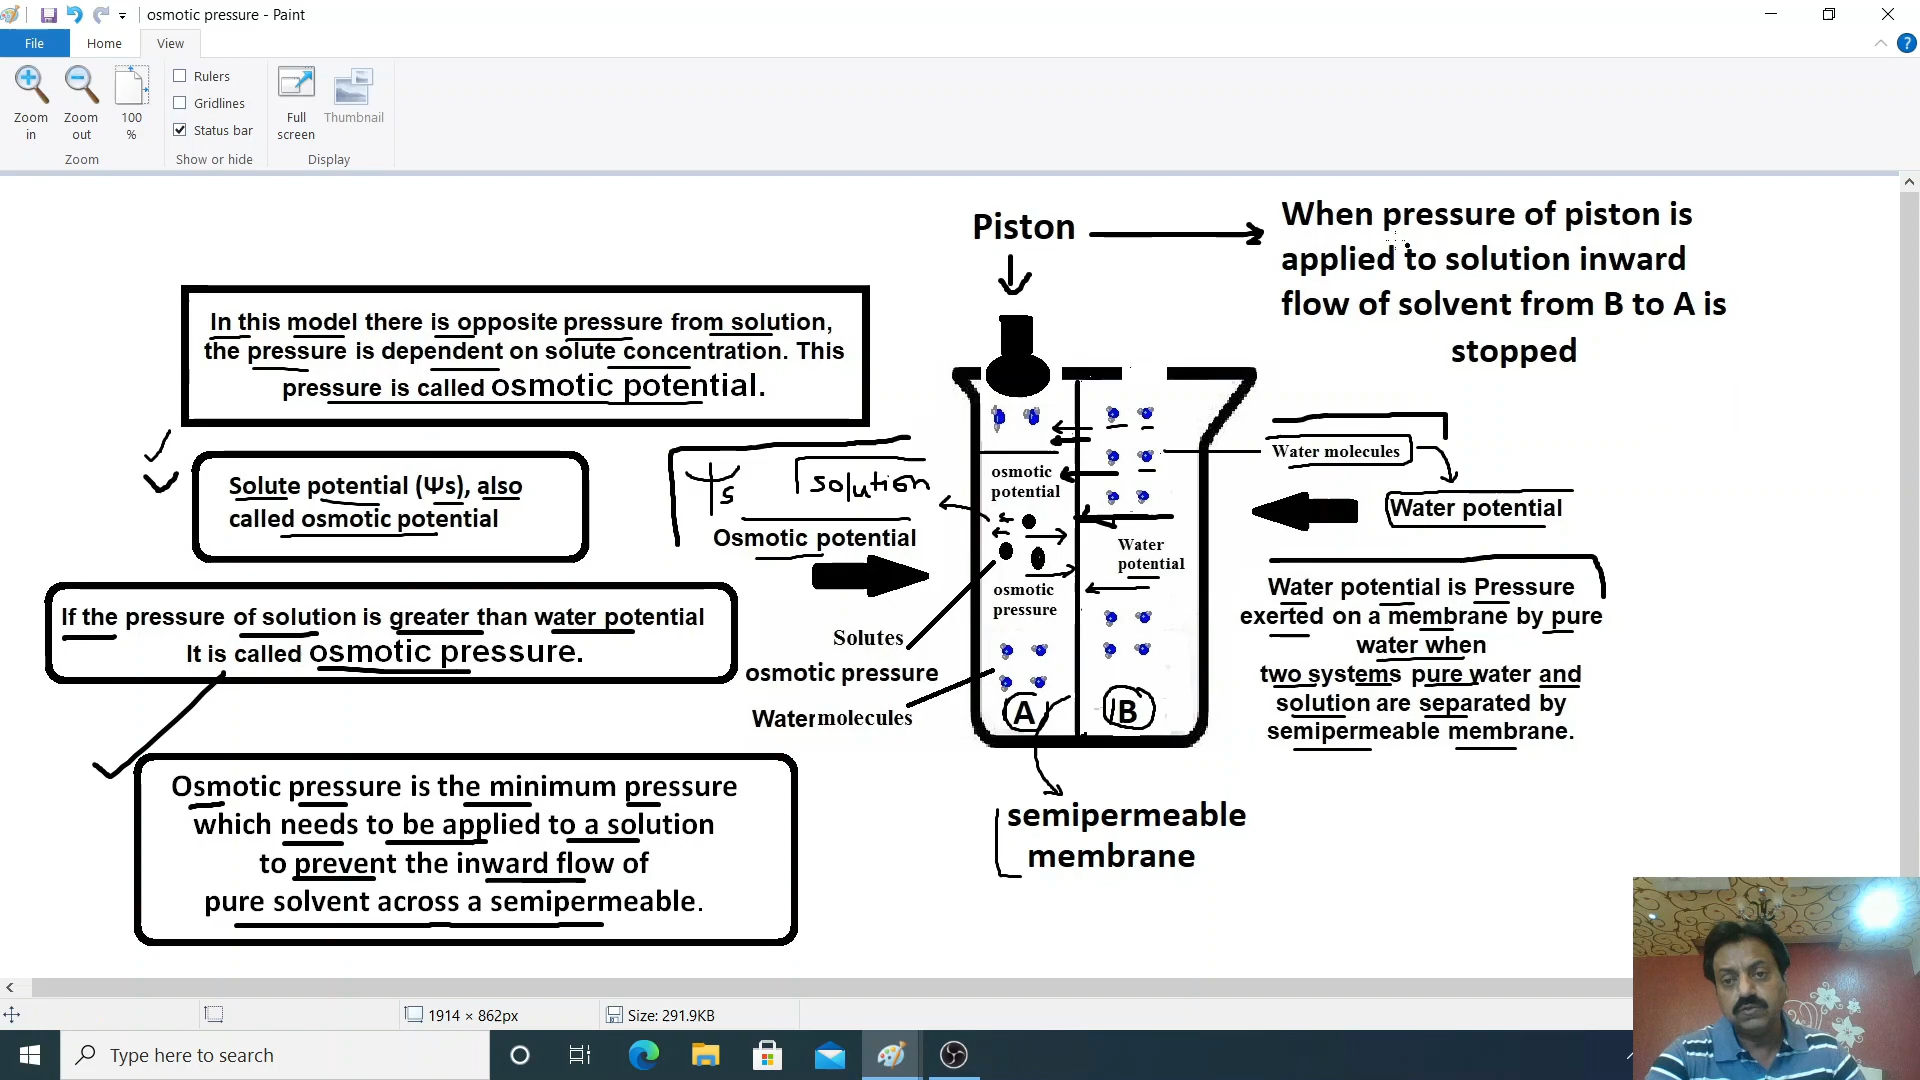 osmotic pressure - Paint
File
Home
View
Zoom in
Zoom out
100 %
Rulers
Gridlines
Status bar
Full screen
Thumbnail
Zoom
Show or hide
Display
Piston
When pressure of piston is
applied to solution inward
flow of solvent from B to A is
stopped
In this model there is opposite pressure from solution,
the pressure is dependent on solute concentration. This
pressure is called osmotic potential.
Solute potential (Ψs), also
called osmotic potential
Ψs
solution
Osmotic potential
If the pressure of solution is greater than water potential
It is called osmotic pressure.
Osmotic pressure is the minimum pressure
which needs to be applied to a solution
to prevent the inward flow of
pure solvent across a semipermeable.
osmotic
potential
osmotic
pressure
Water
potential
Solutes
osmotic pressure
Water molecules
A
B
semipermeable
membrane
Water molecules
Water potential
Water potential is Pressure
exerted on a membrane by pure
water when
two systems pure water and
solution are separated by
semipermeable membrane.
1914 × 862px
Size: 291.9KB
Type here to search